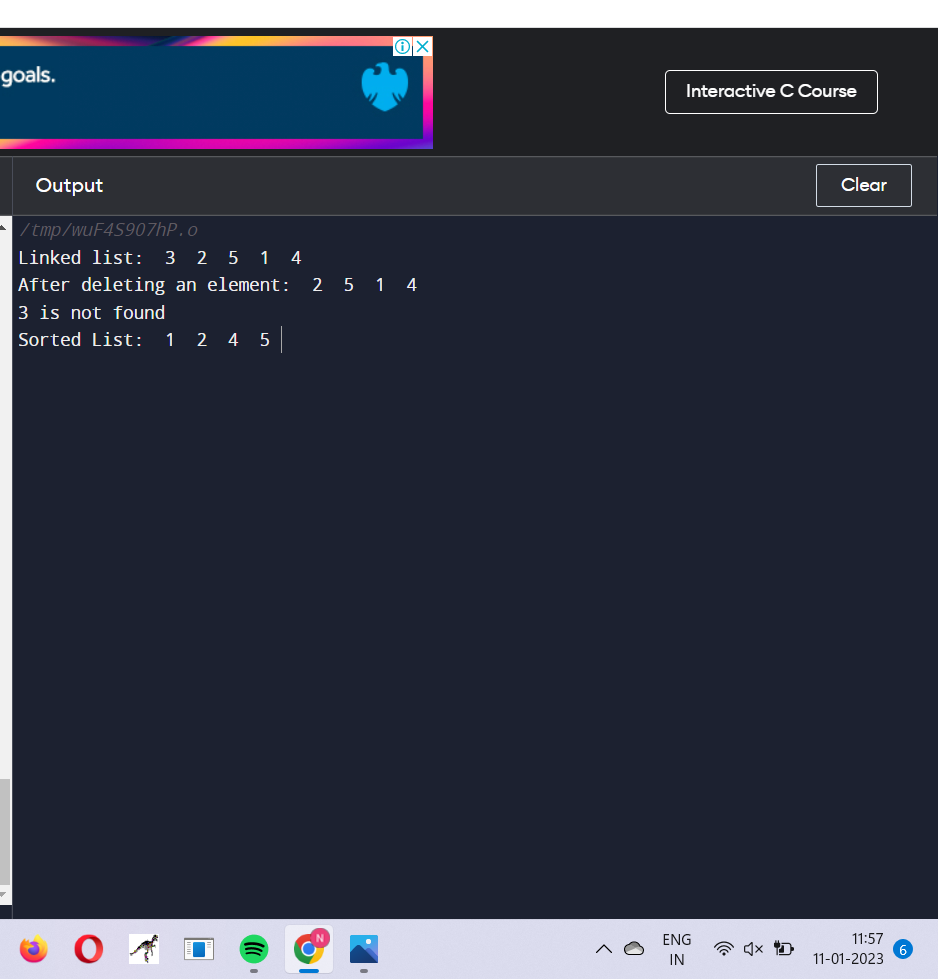 goals.
Interactive C Course
Output
Clear
/tmp/wuF4S9O7hP.o
Linked list:  3  2  5  1  4
After deleting an element:  2  5  1  4
3 is not found
Sorted List:  1  2  4  5
N
ENG
IN
11:57
11-01-2023
6